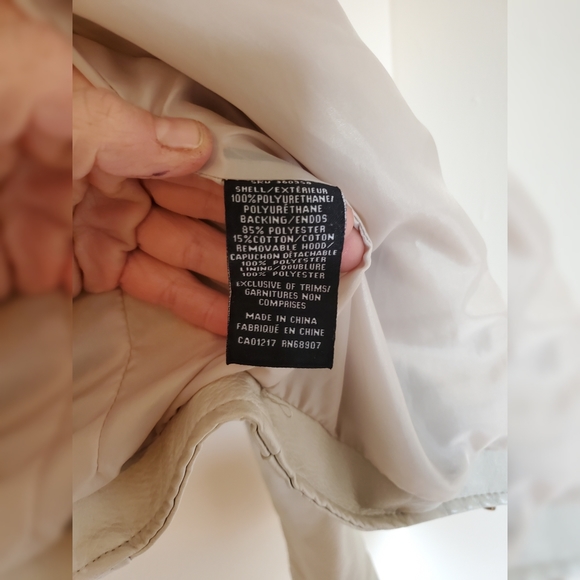 SHELL/EXTÉRIEUR
100%POLYURETHANE/
POLYURÉTHANE
BACKING/ENDOS
85% POLYESTER
15%COTTON/COTON
REMOVABLE HOOD/
CAPUCHON DÉTACHABLE
100% POLYESTER
LINING/DOUBLURE
100% POLYESTER
EXCLUSIVE OF TRIMS/
GARNITURES NON
COMPRISES
MADE IN CHINA
FABRIQUÉ EN CHINE
CA01217 RN68907